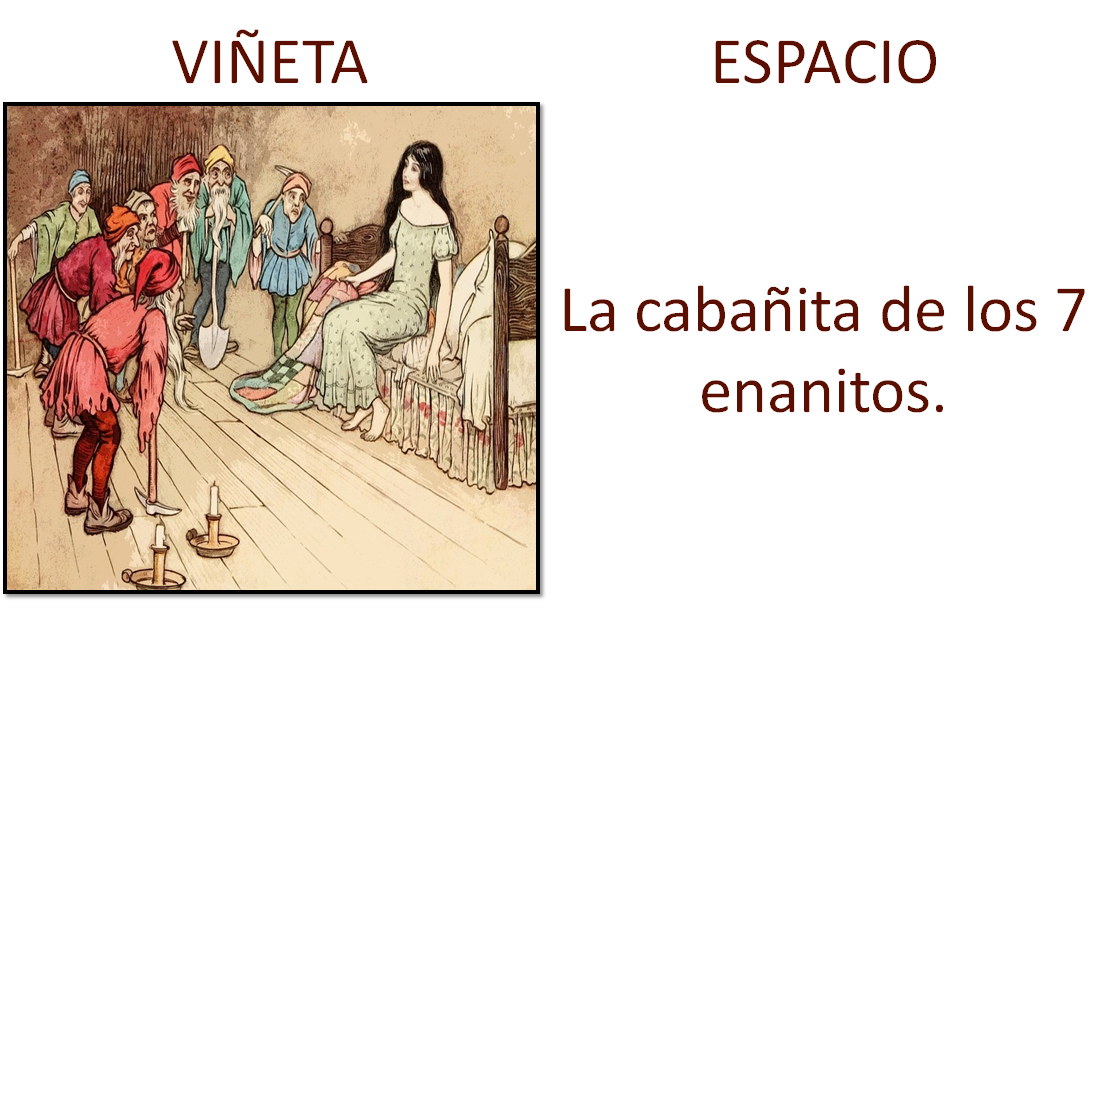 VIÑETA
ESPACIO
La cabañita de los 7
enanitos.